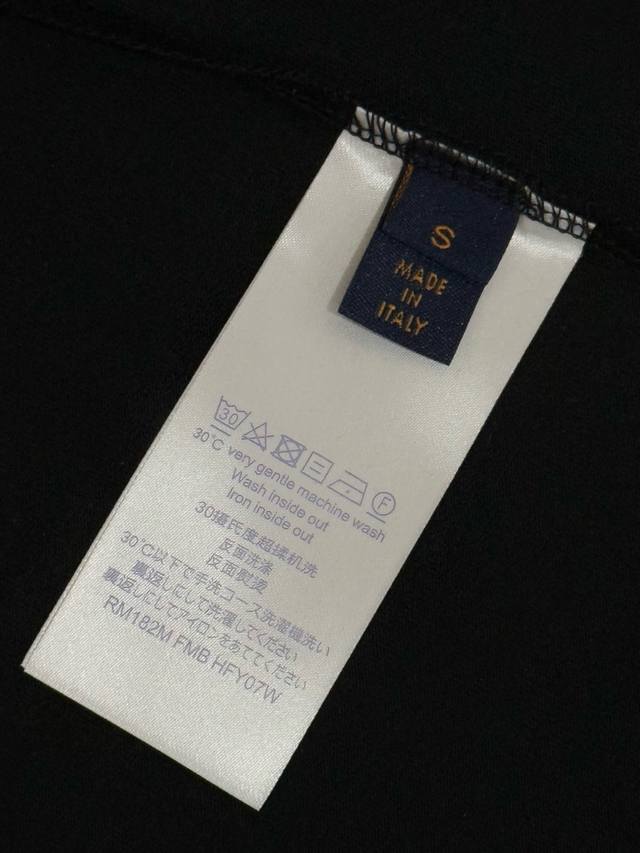 S
MADE
IN
ITALY
30
F
30°C very gentle machine wash
Wash inside out
Iron inside out
30攝氏度超揉机洗
反面洗涤
反面熨烫
30°C以下で手洗コース洗濯機洗い
裏返しにして洗濯してください
裏返しにしてアイロンをあててください
RM182M FMB HFY07W